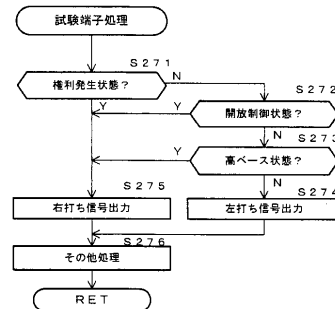 試験端子処理
S271
権利発生状態?
N
S272
Y
Y
開放制御状態?
N
S273
Y
高ベース状態?
S275
N
S274
右打ち信号出力
左打ち信号出力
S276
その他処理
RET